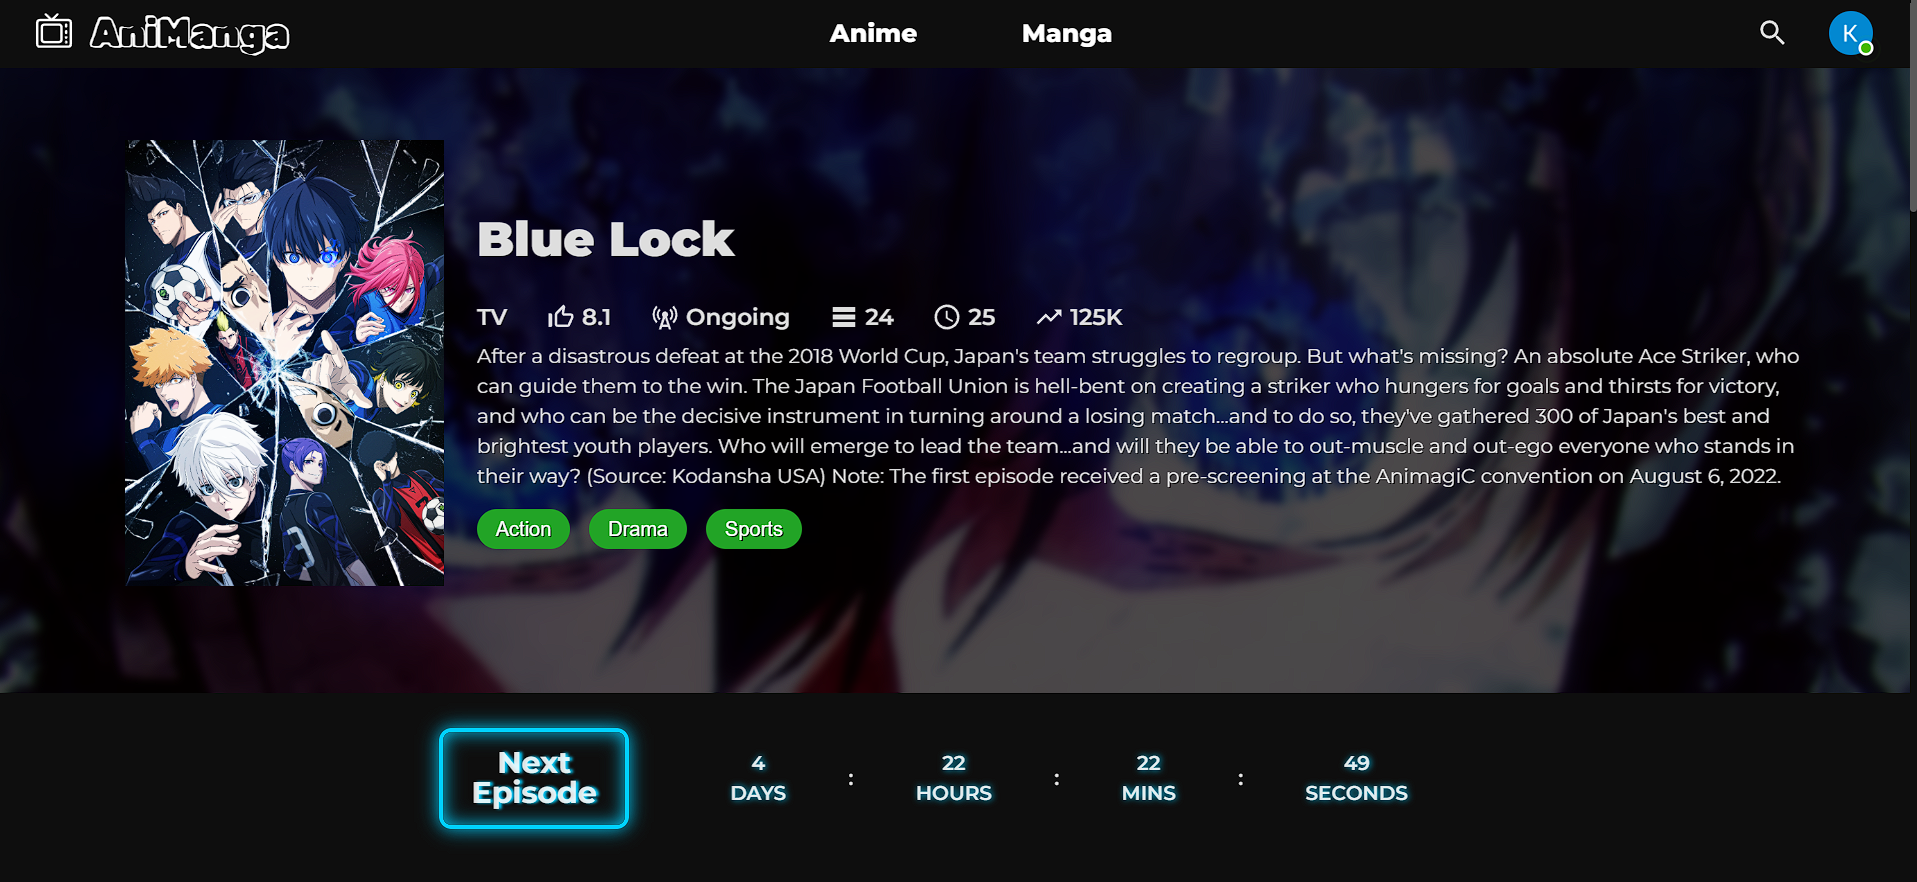 AniManga
Anime
Manga
K
Blue Lock
TV 8.1 Ongoing 24 25 125K
After a disastrous defeat at the 2018 World Cup, Japan's team struggles to regroup. But what's missing? An absolute Ace Striker, who
can guide them to the win. The Japan Football Union is hell-bent on creating a striker who hungers for goals and thirsts for victory,
and who can be the decisive instrument in turning around a losing match...and to do so, they've gathered 300 of Japan's best and
brightest youth players. Who will emerge to lead the team...and will they be able to out-muscle and out-ego everyone who stands in
their way? (Source: Kodansha USA) Note: The first episode received a pre-screening at the AnimagiC convention on August 6, 2022.
Action Drama Sports
Next
Episode
4 : 22 : 22 : 49
DAYS HOURS MINS SECONDS